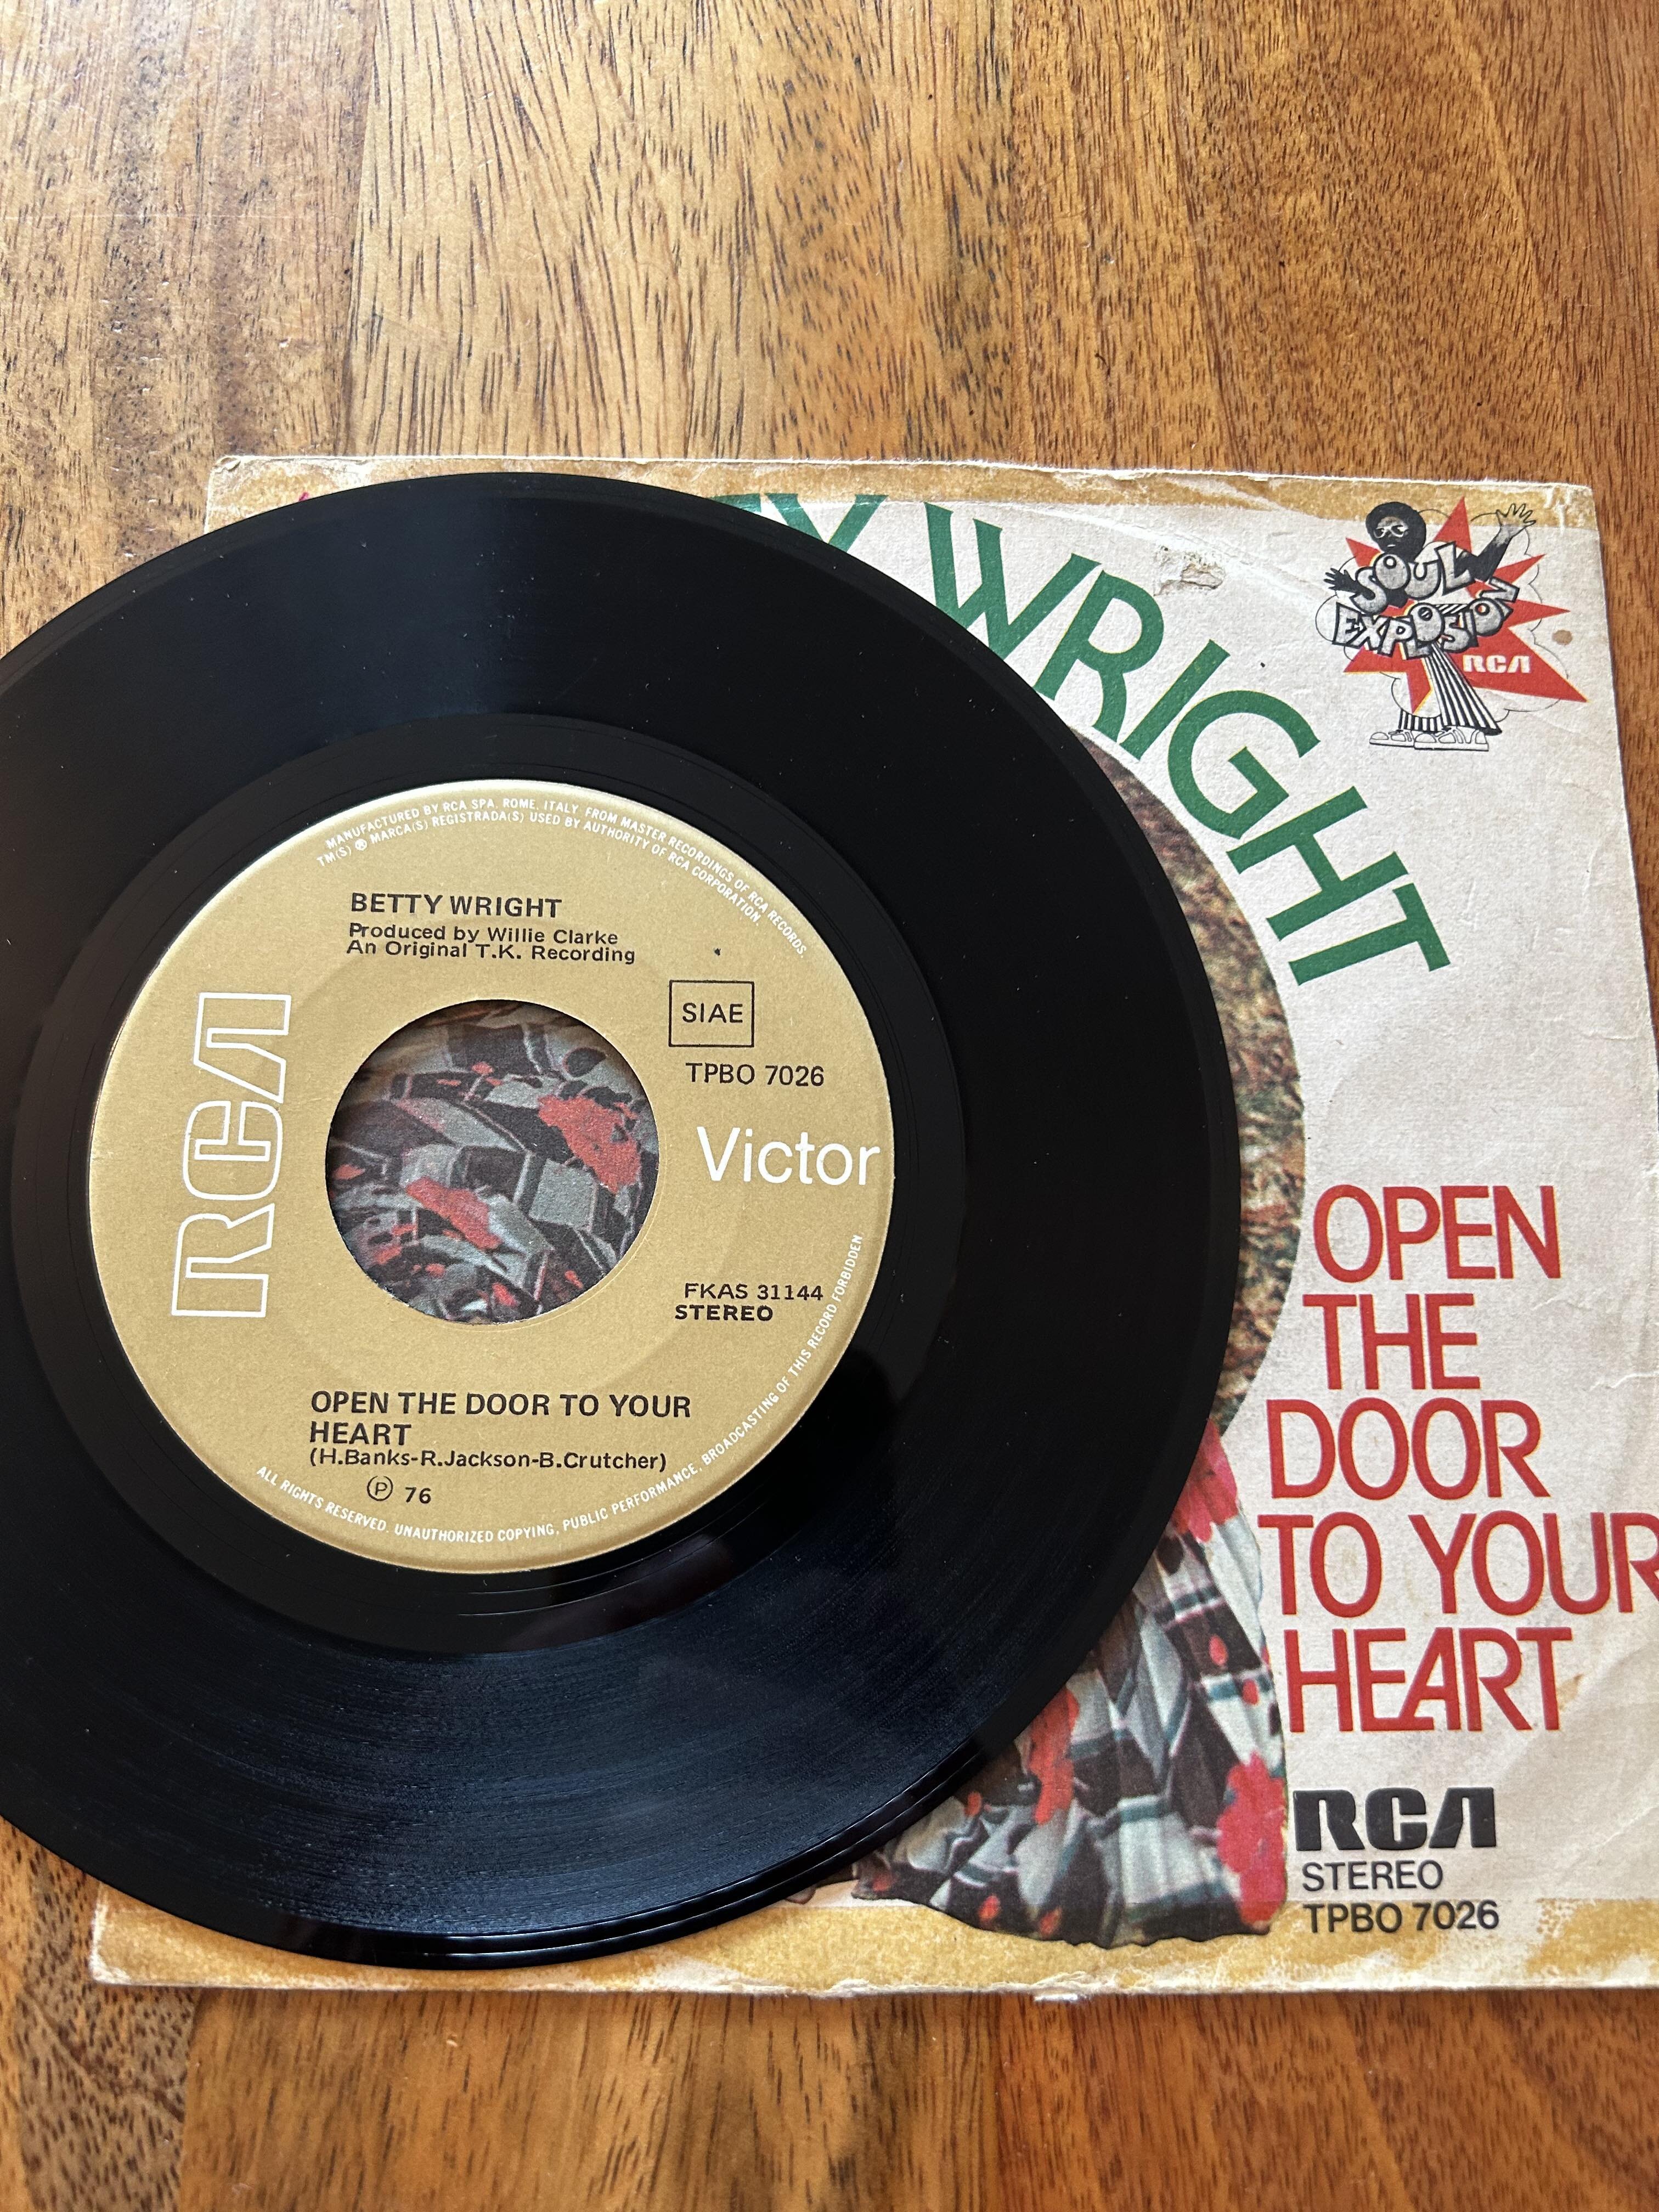 MANUFACTURED BY RCA SPA. ROME. ITALY. FROM MASTER RECORDINGS OF RCA RECORDS.
TM(S) ® MARCA(S) REGISTRADA(S) USED BY AUTHORITY OF RCA CORPORATION.
BETTY WRIGHT
Produced by Willie Clarke
An Original T.K. Recording
SIAE
TPBO 7026
RCA
Victor
FKAS 31144
STEREO
OPEN THE DOOR TO YOUR
HEART
(H.Banks-R.Jackson-B.Crutcher)
Ⓟ 76
ALL RIGHTS RESERVED. UNAUTHORIZED COPYING, PUBLIC PERFORMANCE, BROADCASTING OF THIS RECORD FORBIDDEN
WRIGHT
SOUL
EXPLOSION
RCA
OPEN
THE
DOOR
TO YOUR
HEART
RCA
STEREO
TPBO 7026